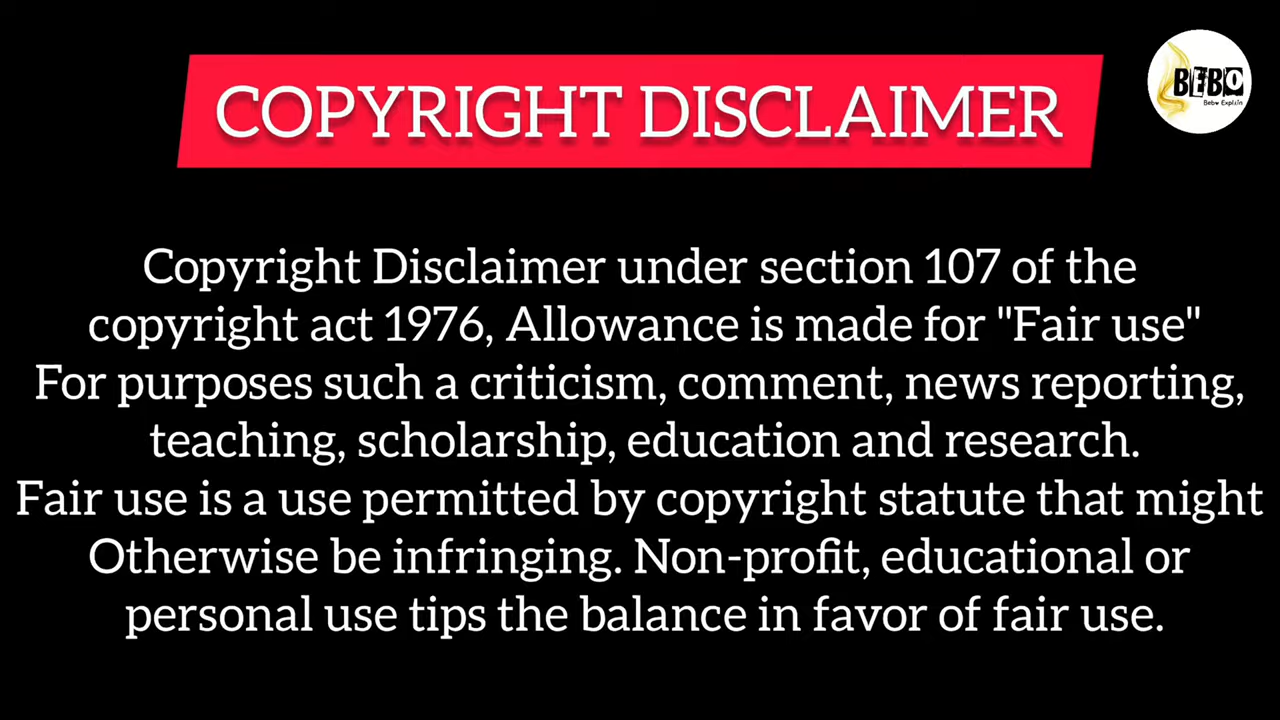 COPYRIGHT DISCLAIMER
BEBO
Bebo Explain
Copyright Disclaimer under section 107 of the
copyright act 1976, Allowance is made for "Fair use"
For purposes such a criticism, comment, news reporting,
teaching, scholarship, education and research.
Fair use is a use permitted by copyright statute that might
Otherwise be infringing. Non-profit, educational or
personal use tips the balance in favor of fair use.